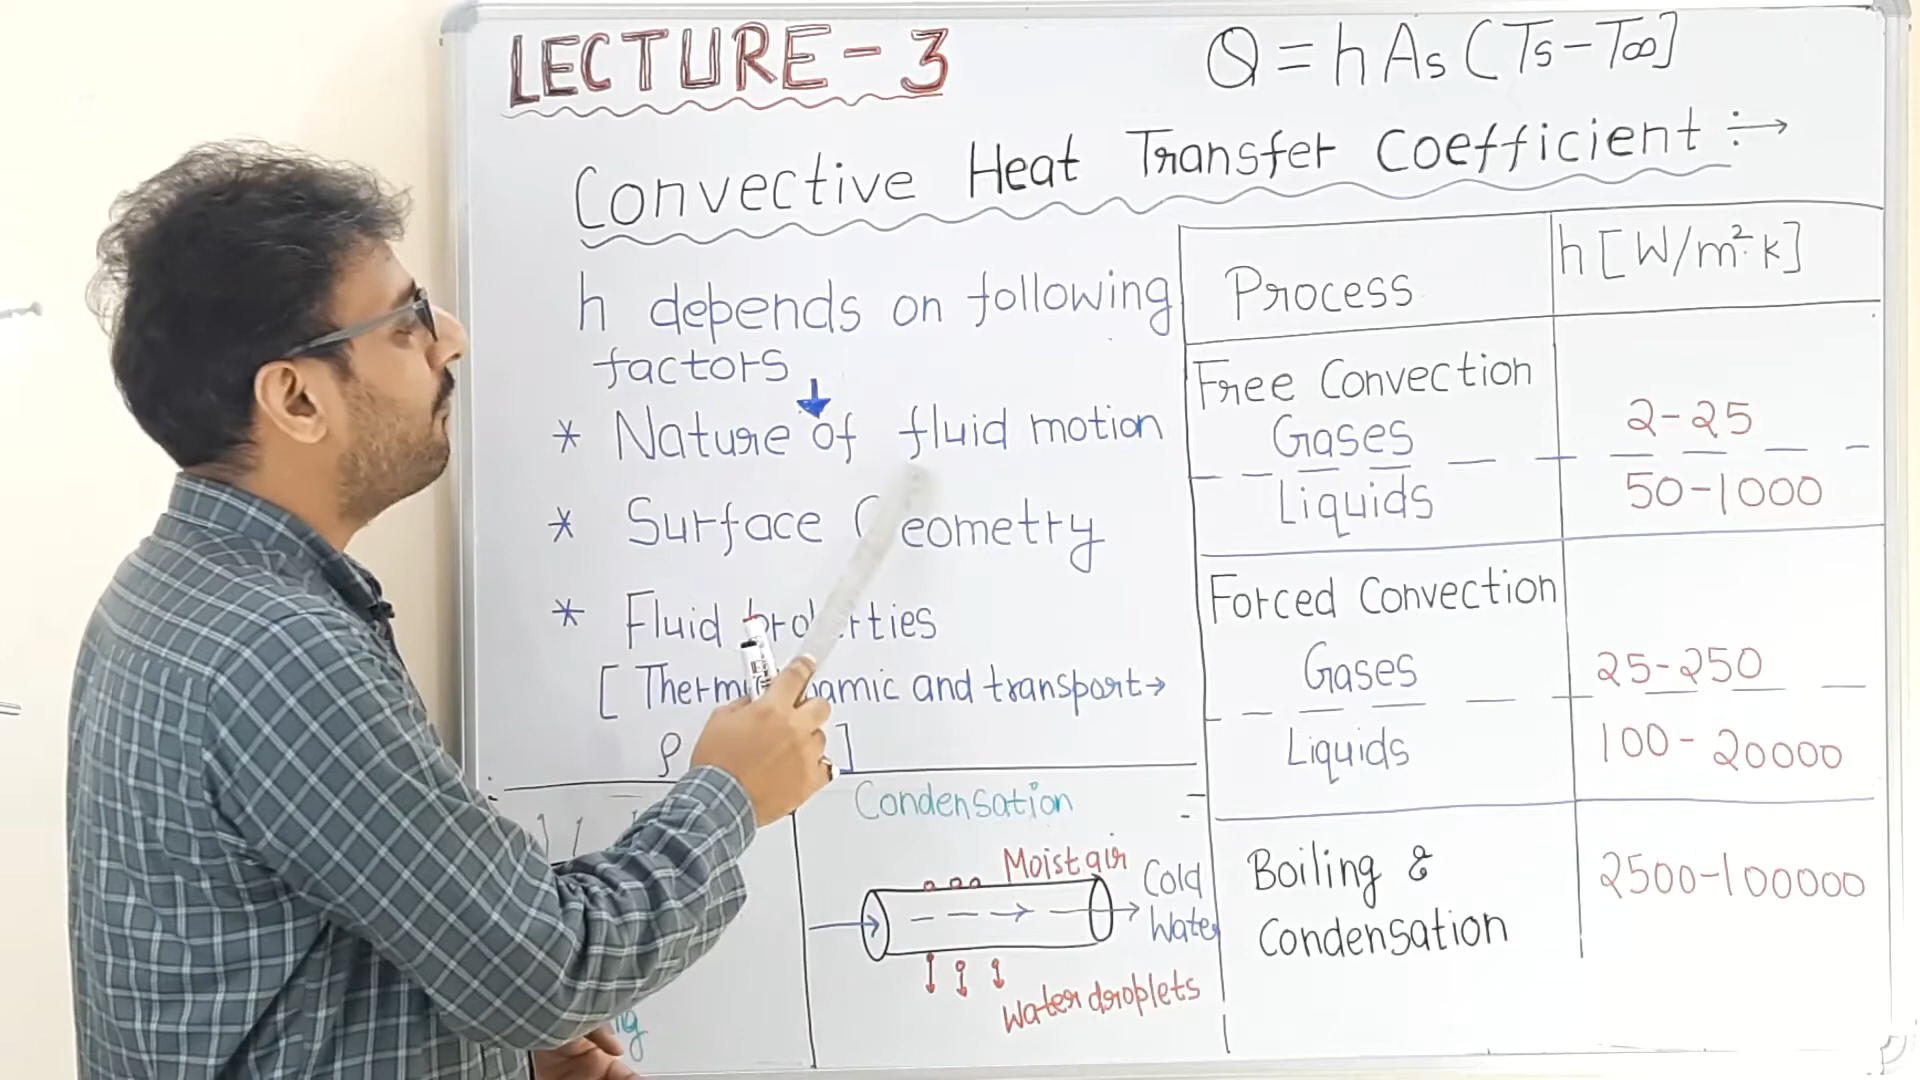 LECTURE-3
Q = h As (Ts - T∞]
Convective Heat Transfer Coefficient :→
h depends on following
factors
* Nature of fluid motion
* Surface Geometry
* Fluid properties
[ Thermodynamic and transport →
ρ ]
Condensation
Moist air
Cold
Water
Water droplets
Process h [W/m².K]
Free Convection
Gases 2-25
Liquids 50-1000
Forced Convection
Gases 25-250
Liquids 100-20000
Boiling & 2500-100000
Condensation